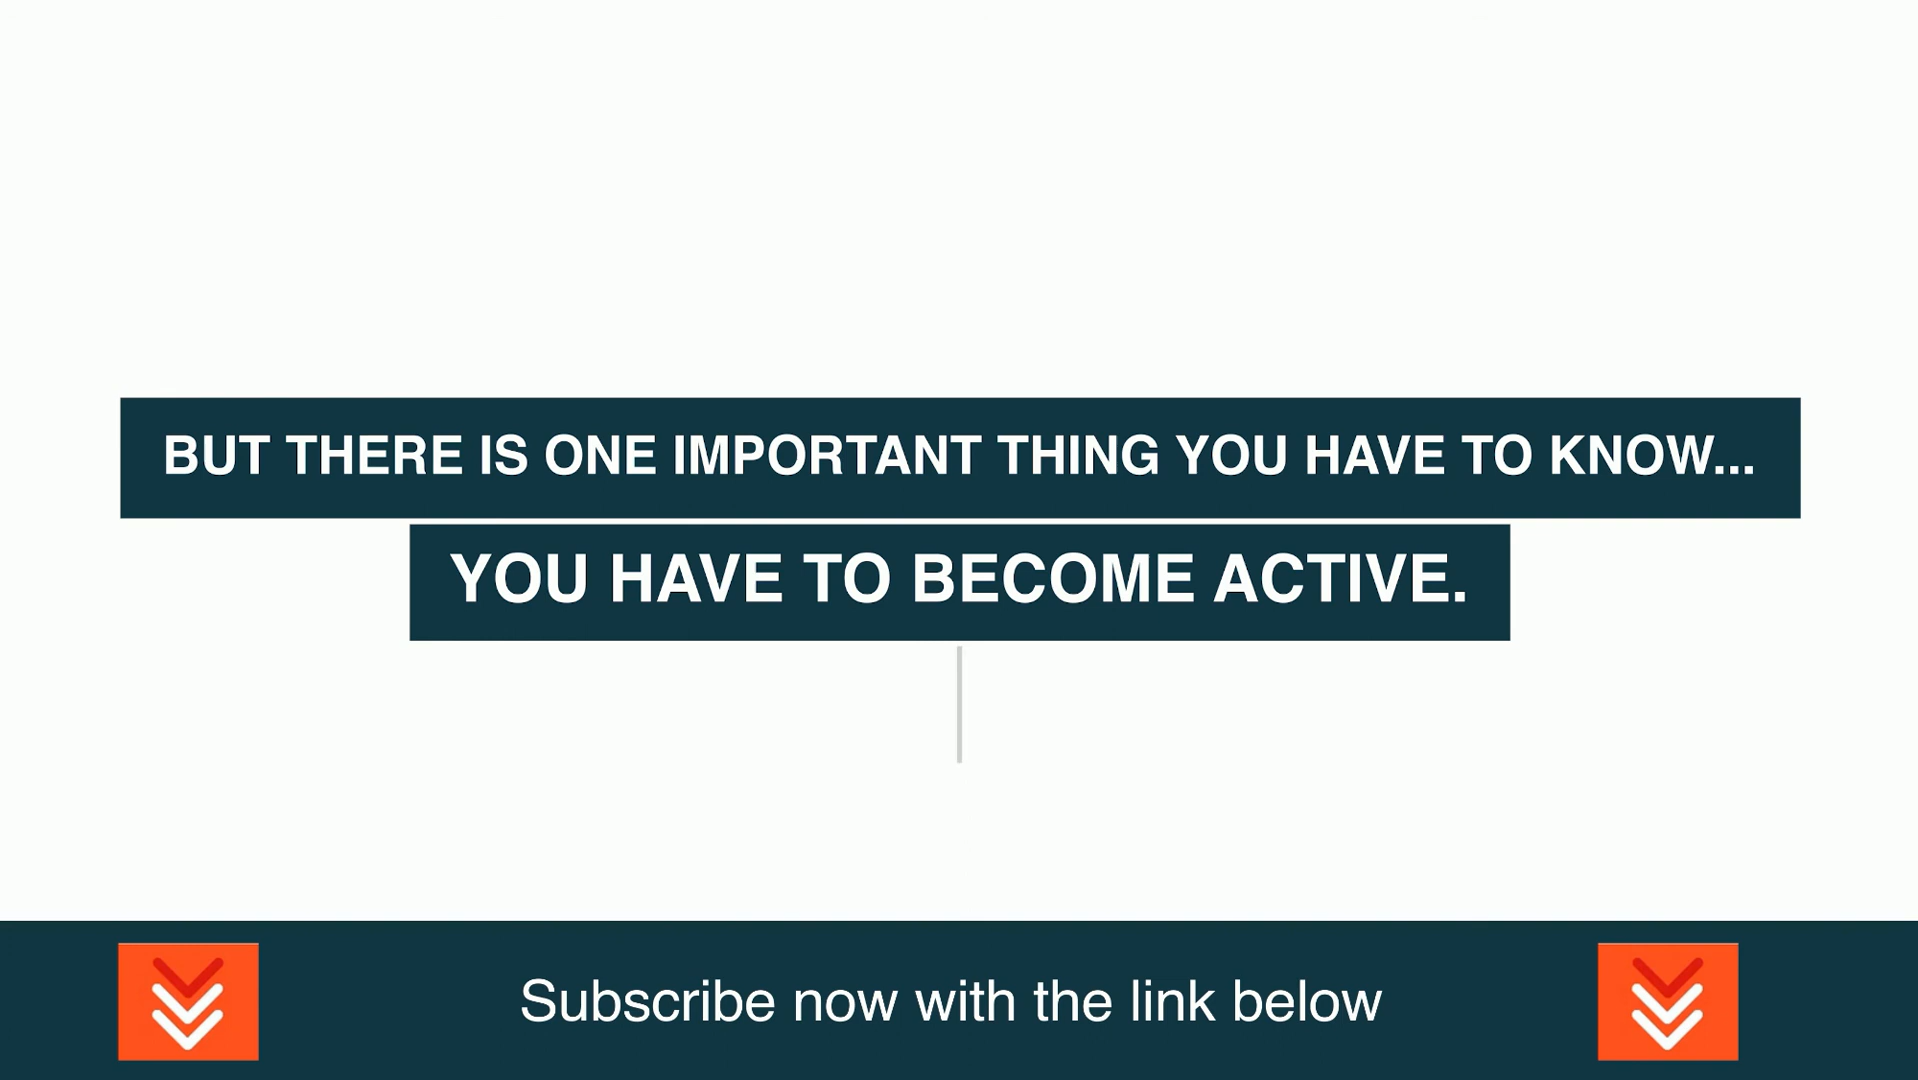 BUT THERE IS ONE IMPORTANT THING YOU HAVE TO KNOW...
YOU HAVE TO BECOME ACTIVE.
Subscribe now with the link below